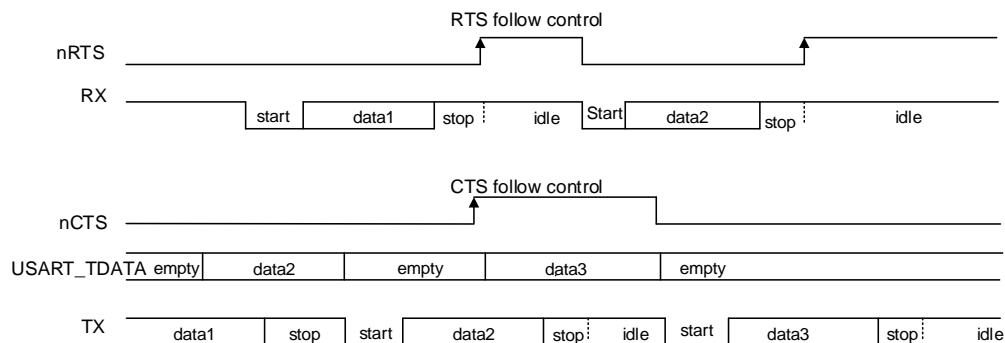 RTS follow control
nRTS
RX
start data1 stop idle Start data2 stop idle
CTS follow control
nCTS
USART_TDATA empty data2 empty data3 empty
TX
data1 stop start data2 stop idle start data3 stop idle